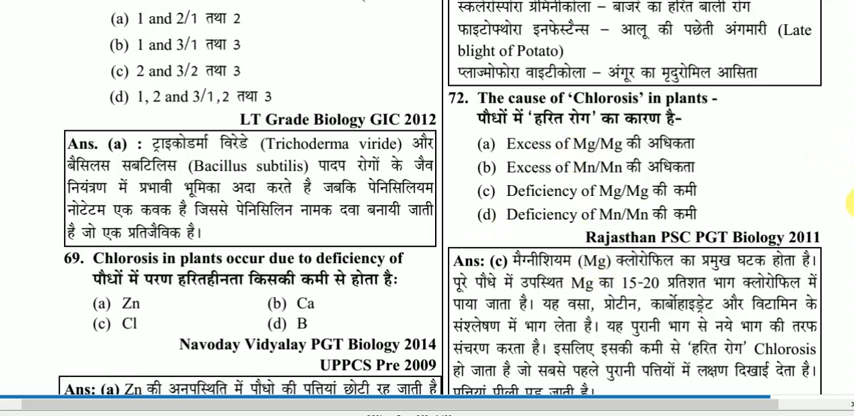 (a) 1 and 2/1 तथा 2
(b) 1 and 3/1 तथा 3
(c) 2 and 3/2 तथा 3
(d) 1, 2 and 3/1,2 तथा 3
LT Grade Biology GIC 2012
Ans. (a) : ट्राइकोडर्मा विरेडे (Trichoderma viride) और
बैसिलस सबटिलिस (Bacillus subtilis) पादप रोगों के जैव
नियंत्रण में प्रभावी भूमिका अदा करते है जबकि पेनिसिलियम
नोटेटम एक कवक है जिससे पेनिसिलिन नामक दवा बनायी जाती
है जो एक प्रतिजैविक है।
69. Chlorosis in plants occur due to deficiency of
पौधों में परण हरितहीनता किसकी कमी से होता हैः
(a) Zn (b) Ca
(c) Cl (d) B
Navoday Vidyalay PGT Biology 2014
UPPCS Pre 2009
Ans: (a) Zn की अनुपस्थिति में पौधो की पत्तियां छोटी रह जाती है
स्कलेरोस्पोरा ग्रेमिनीकोला – बाजरे का हरित बाली रोग
फाइटोफ्थोरा इनफेस्टैन्स – आलू की पछेती अंगमारी (Late
blight of Potato)
प्लाज्मोफोरा वाइटीकोला – अंगूर का मृदुरोमिल आसिता
72. The cause of ‘Chlorosis’ in plants -
पौधों में ‘हरित रोग’ का कारण है-
(a) Excess of Mg/Mg की अधिकता
(b) Excess of Mn/Mn की अधिकता
(c) Deficiency of Mg/Mg की कमी
(d) Deficiency of Mn/Mn की कमी
Rajasthan PSC PGT Biology 2011
Ans: (c) मैग्नीशियम (Mg) क्लोरोफिल का प्रमुख घटक होता है।
पूरे पौधे में उपस्थित Mg का 15-20 प्रतिशत भाग क्लोरोफिल में
पाया जाता है। यह वसा, प्रोटीन, कार्बोहाइड्रेट और विटामिन के
संश्लेषण में भाग लेता है। यह पुरानी भाग से नये भाग की तरफ
संचरण करता है। इसलिए इसकी कमी से ‘हरित रोग’ Chlorosis
हो जाता है जो सबसे पहले पुरानी पत्तियों में लक्षण दिखाई देता है।
पत्तियां पीली पड़ जाती है।